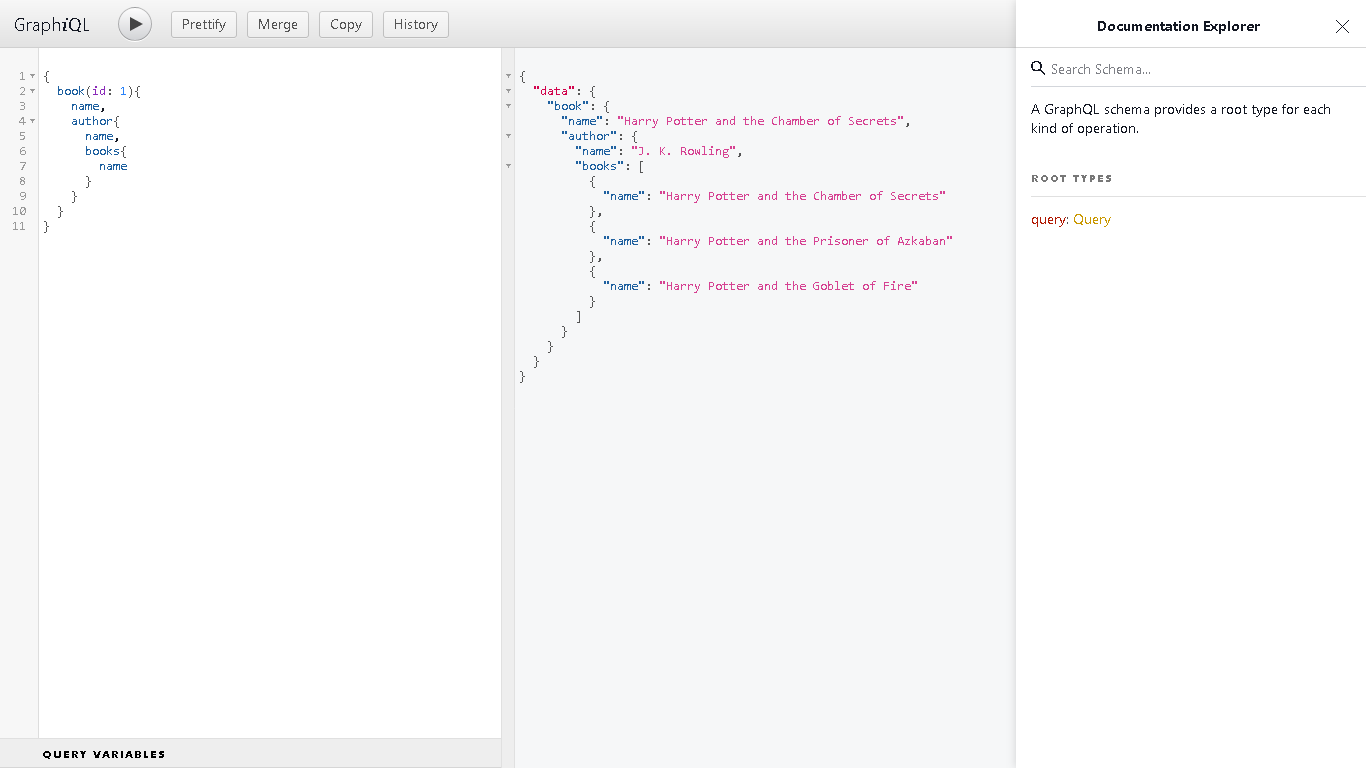 GraphiQL
Prettify
Merge
Copy
History
1 {
2   book(id: 1){
3     name,
4     author{
5       name,
6       books{
7         name
8       }
9     }
10   }
11 }
QUERY VARIABLES
{
  "data": {
    "book": {
      "name": "Harry Potter and the Chamber of Secrets",
      "author": {
        "name": "J. K. Rowling",
        "books": [
          {
            "name": "Harry Potter and the Chamber of Secrets"
          },
          {
            "name": "Harry Potter and the Prisoner of Azkaban"
          },
          {
            "name": "Harry Potter and the Goblet of Fire"
          }
        ]
      }
    }
  }
}
Documentation Explorer
Search Schema...
A GraphQL schema provides a root type for each
kind of operation.
ROOT TYPES
query: Query